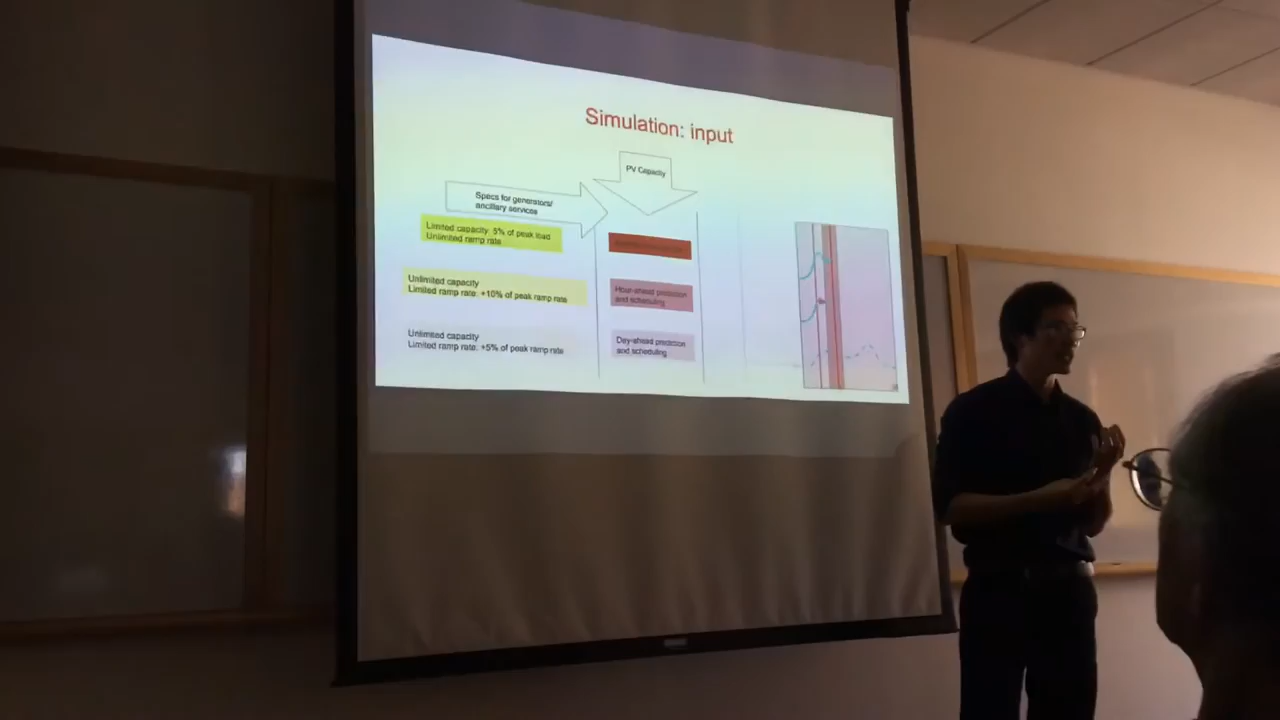 Simulation: input
PV Capacity
Specs for generators/
ancillary services
Limited capacity: 5% of peak load
Unlimited ramp rate
Unlimited capacity
Limited ramp rate: +10% of peak ramp rate
Hour-ahead prediction
and scheduling
Unlimited capacity
Limited ramp rate: +5% of peak ramp rate
Day-ahead prediction
and scheduling